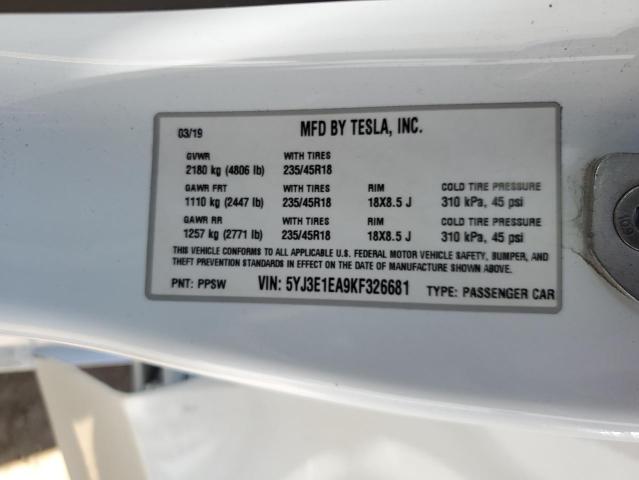 03/19 MFD BY TESLA, INC.
GVWR WITH TIRES
2180 kg (4806 lb) 235/45R18
GAWR FRT WITH TIRES RIM COLD TIRE PRESSURE
1110 kg (2447 lb) 235/45R18 18X8.5 J 310 kPa, 45 psi
GAWR RR WITH TIRES RIM COLD TIRE PRESSURE
1257 kg (2771 lb) 235/45R18 18X8.5 J 310 kPa, 45 psi
THIS VEHICLE CONFORMS TO ALL APPLICABLE U.S. FEDERAL MOTOR VEHICLE SAFETY, BUMPER, AND
THEFT PREVENTION STANDARDS IN EFFECT ON THE DATE OF MANUFACTURE SHOWN ABOVE.
PNT: PPSW VIN: 5YJ3E1EA9KF326681 TYPE: PASSENGER CAR